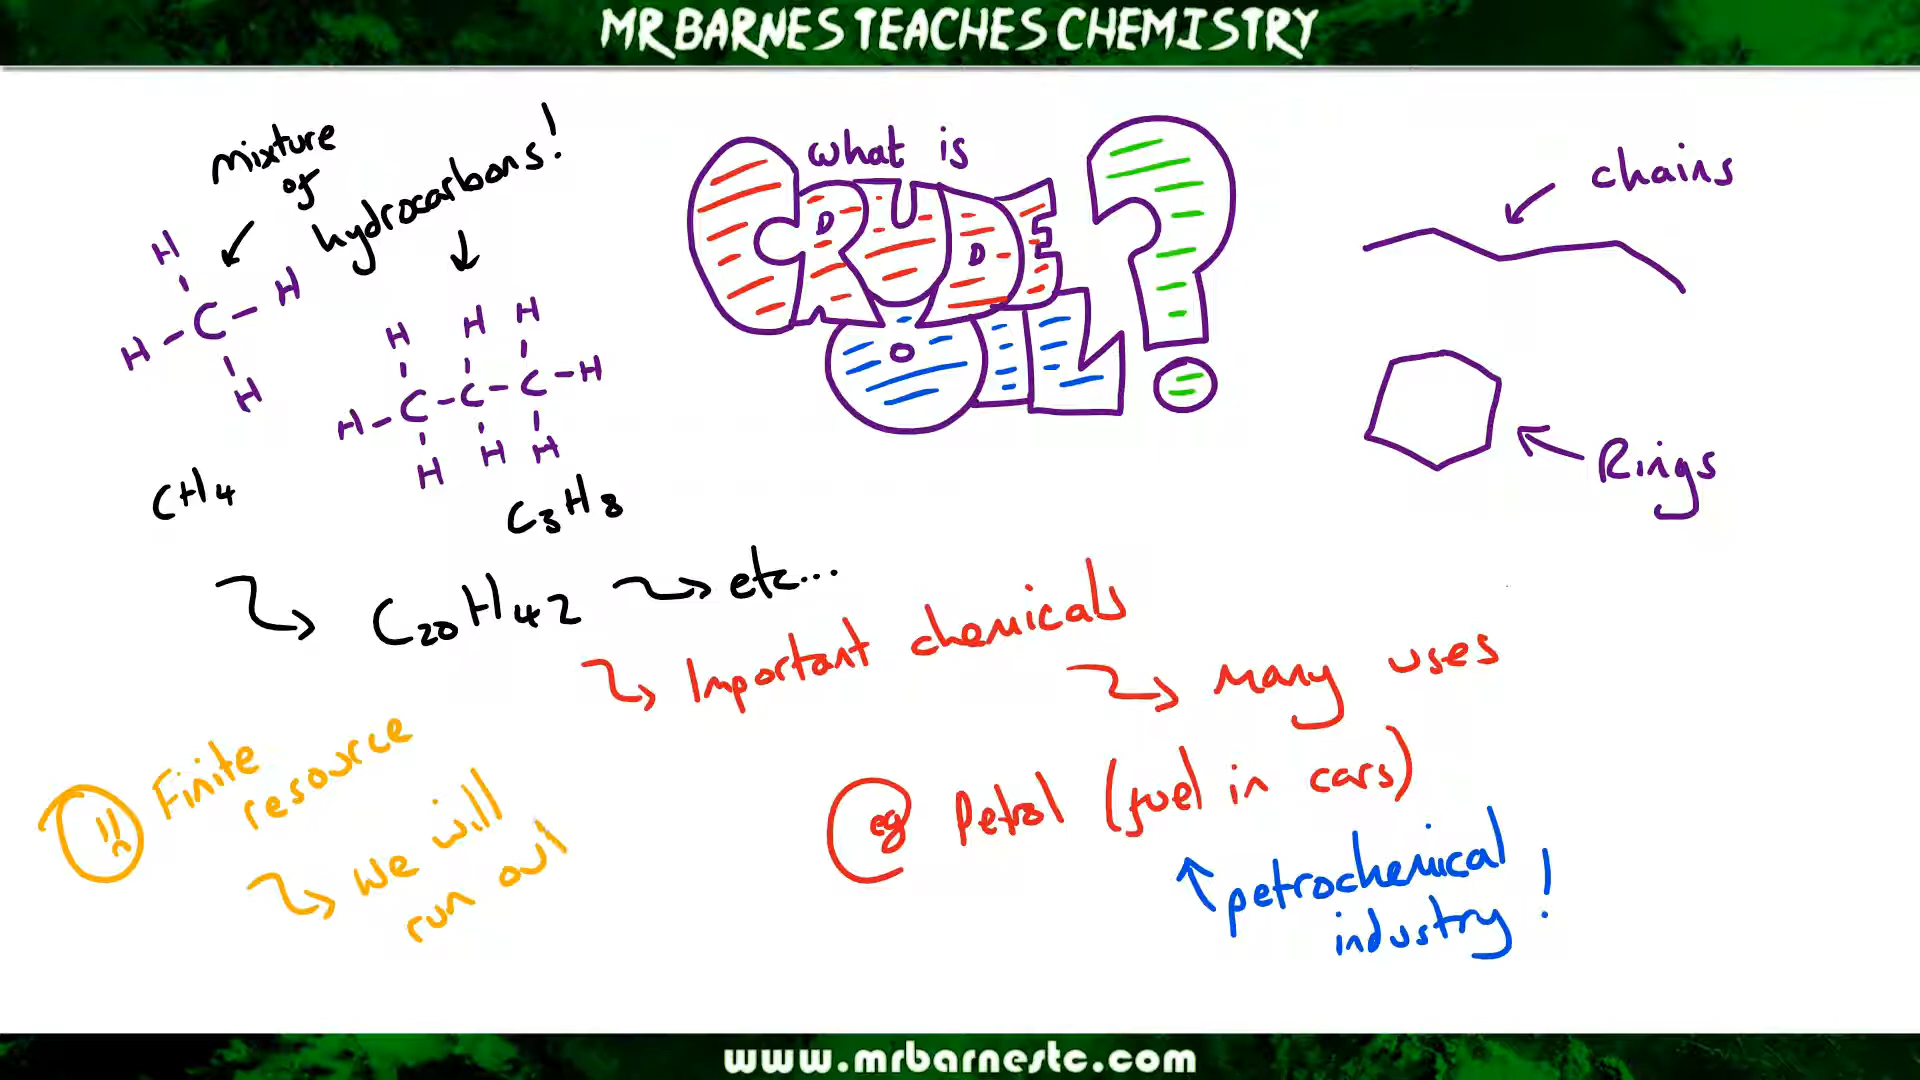 MR BARNES TEACHES CHEMISTRY
mixture
of
hydrocarbons!
H
H
C
H
H
CH4
H H H
H-C-C-C-H
H H H
C3H8
what is
CRUDE
OIL?
chains
Rings
C20H42
etc...
Important chemicals
Many uses
eg Petrol (fuel in cars)
petrochemical
industry!
Finite
resource
We will
run out
www.mrbarnestc.com